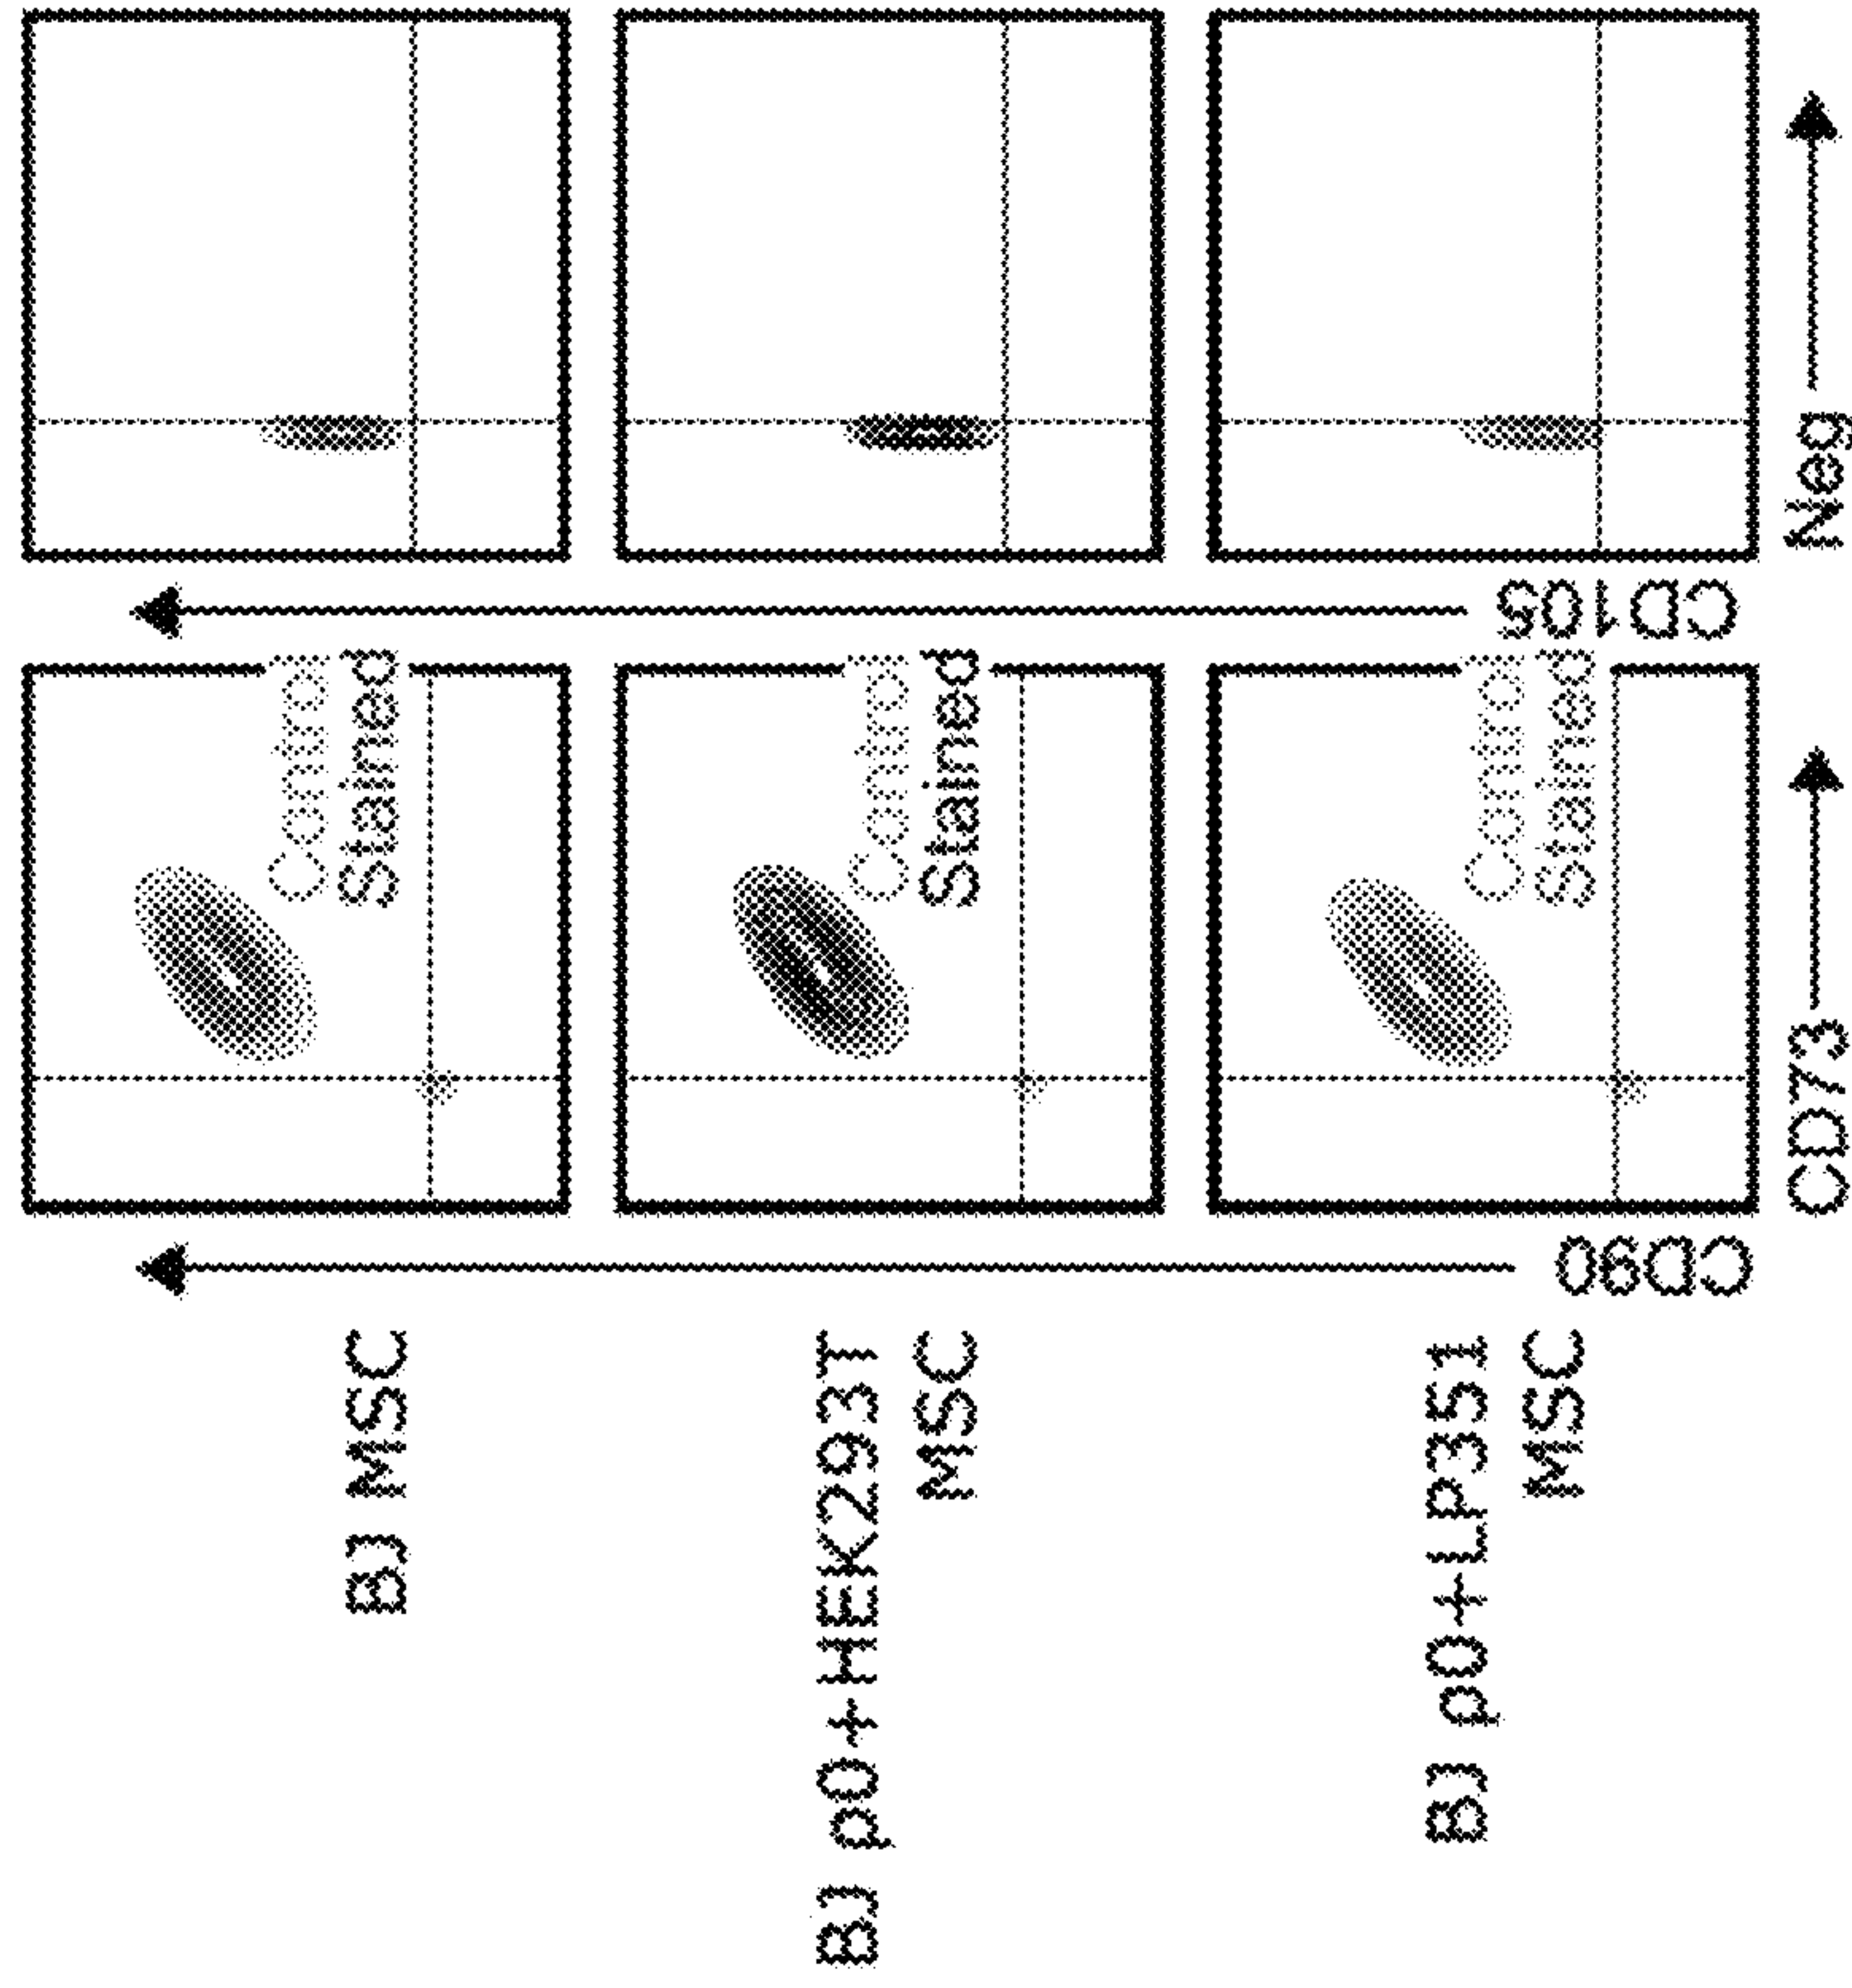 BJ MSC
Control
Stained
BJ p0+HEK293T
MSC
Control
Stained
BJ p0+LP351
MSC
Control
Stained
CD90
CD105
CD73
Neg